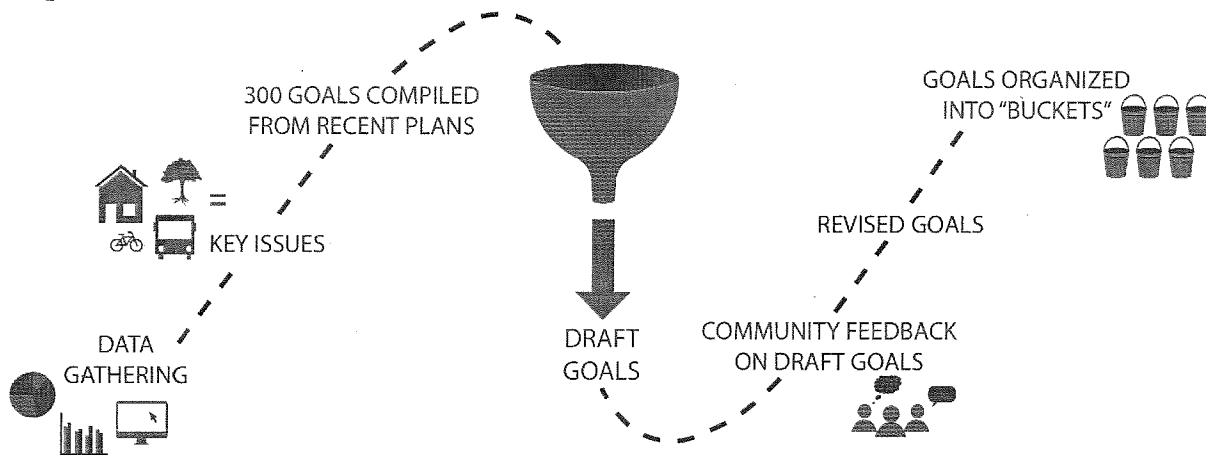 DATA
GATHERING
KEY ISSUES
300 GOALS COMPILED
FROM RECENT PLANS
DRAFT
GOALS
COMMUNITY FEEDBACK
ON DRAFT GOALS
REVISED GOALS
GOALS ORGANIZED
INTO "BUCKETS"